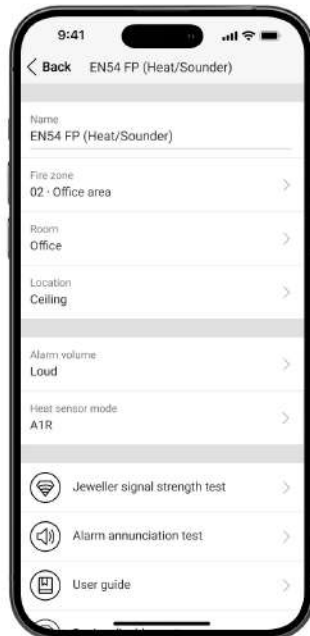 9:41
Back EN54 FP (Heat/Sounder)
Name
EN54 FP (Heat/Sounder)
Fire zone
02 · Office area
Room
Office
Location
Ceiling
Alarm volume
Loud
Heat sensor mode
A1R
Jeweller signal strength test
Alarm annunciation test
User guide